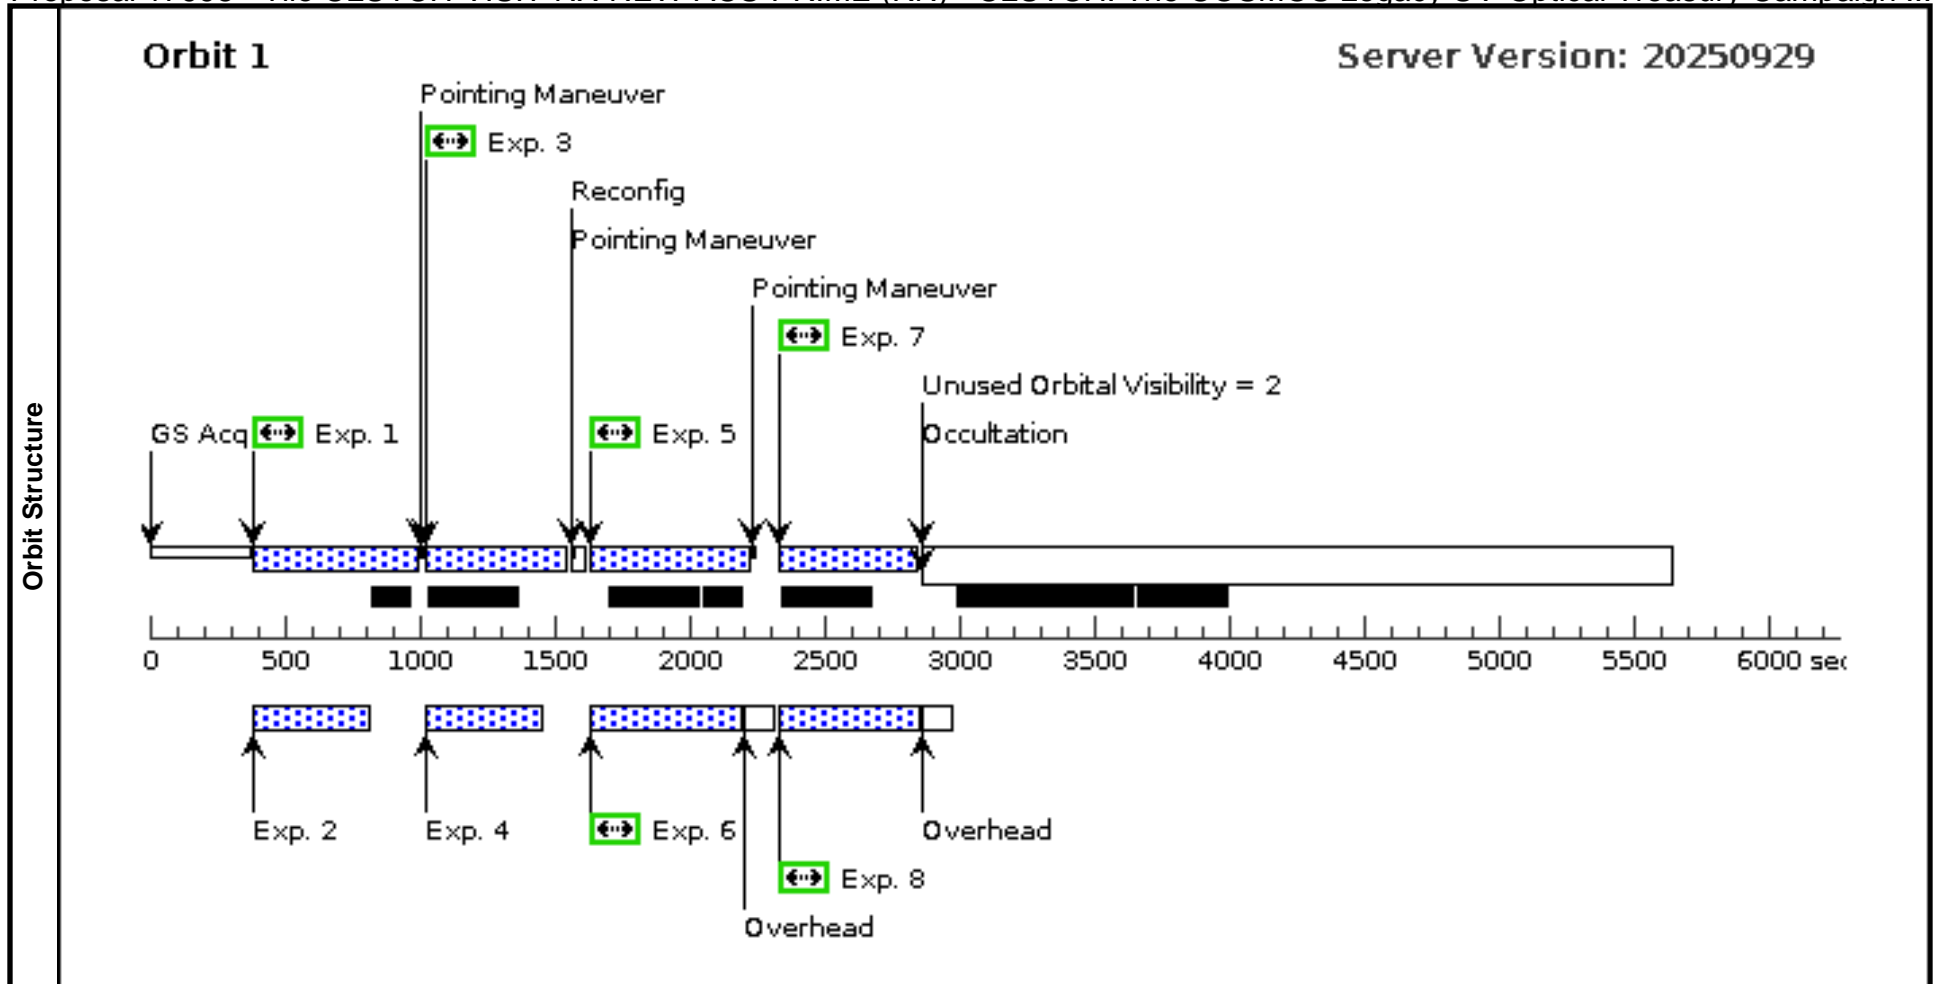 Orbit 1
Server Version: 20250929
Pointing Maneuver
Exp. 3
Reconfig
Pointing Maneuver
Pointing Maneuver
Exp. 7
Unused Orbital Visibility = 2
GS Acq
Exp. 1
Exp. 5
Occultation
Orbit Structure
0 500 1000 1500 2000 2500 3000 3500 4000 4500 5000 5500 6000 sec
Exp. 2
Exp. 4
Exp. 6
Overhead
Exp. 8
Overhead